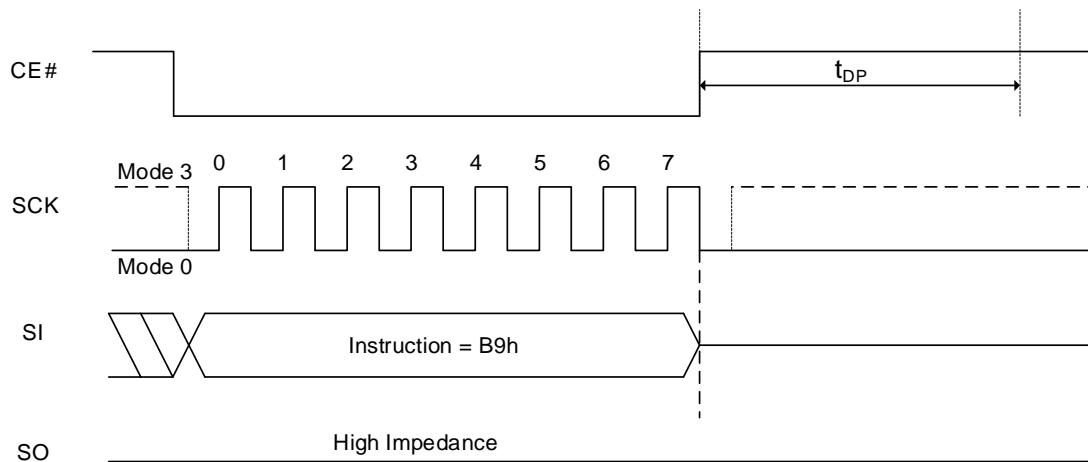 CE#
tDP
Mode 3
0 1 2 3 4 5 6 7
SCK
Mode 0
SI
Instruction = B9h
High Impedance
SO